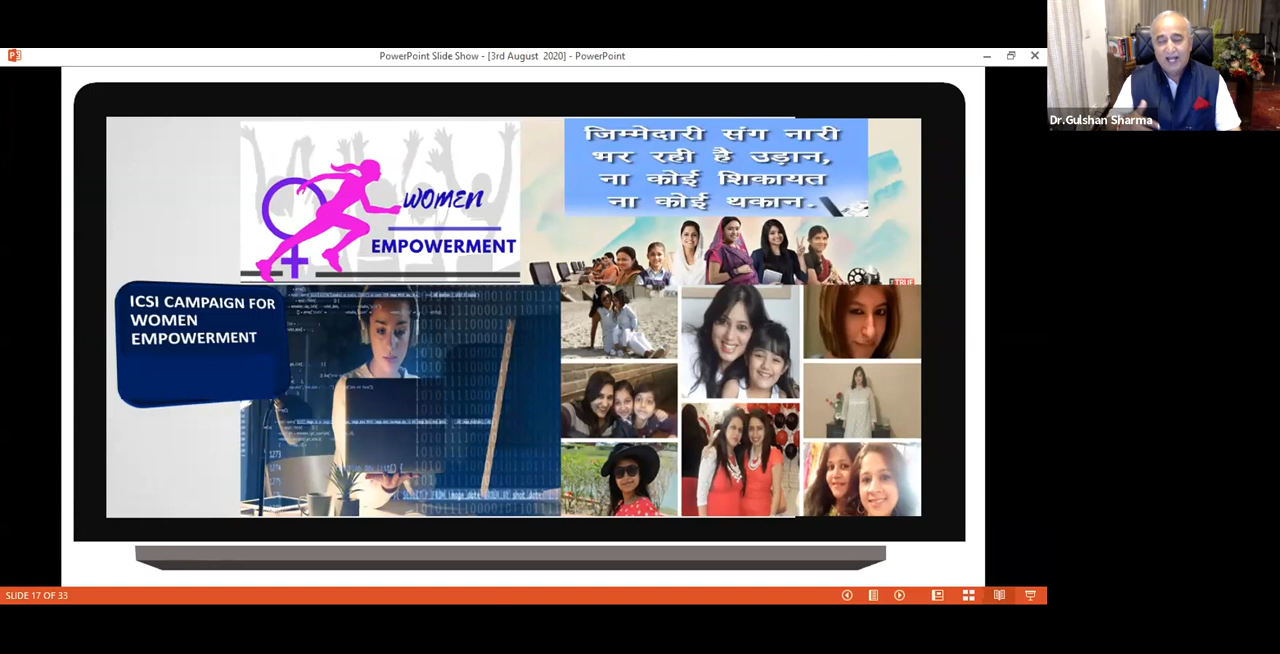 PowerPoint Slide Show - [3rd August 2020] - PowerPoint
Dr.Gulshan Sharma
WOMEN
EMPOWERMENT
जिम्मेदारी संग नारी
भर रही है उड़ान,
ना कोई शिकायत
ना कोई थकान.
TRUE
ICSI CAMPAIGN FOR
WOMEN
EMPOWERMENT
SLIDE 17 OF 33